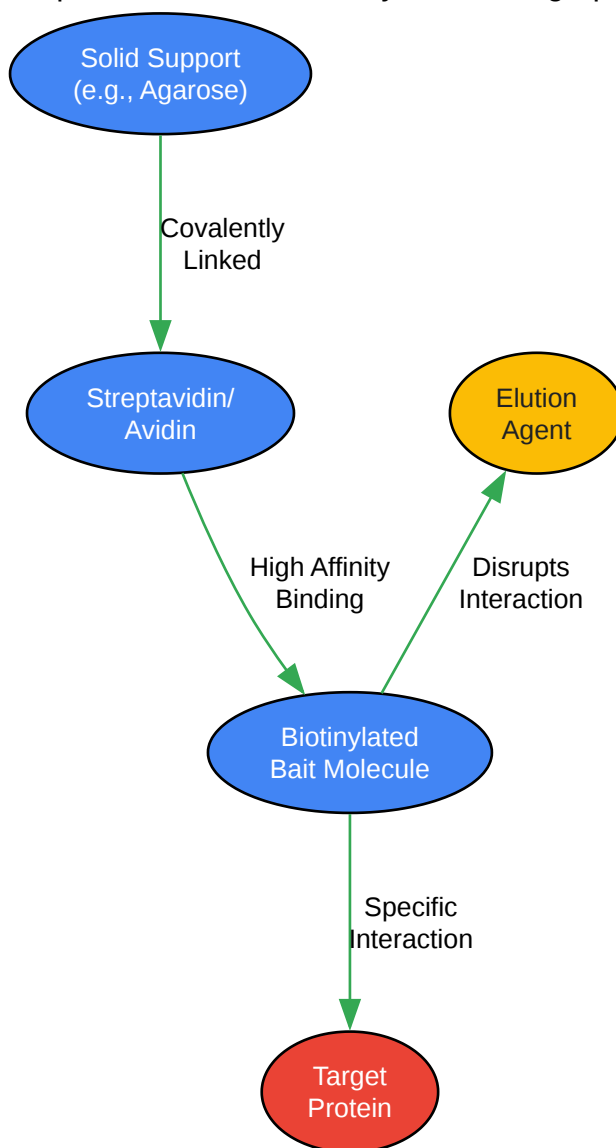 Solid Support
(e.g., Agarose)
Covalently
Linked
Streptavidin/
Avidin
Elution
Agent
High Affinity
Binding
Disrupts
Interaction
Biotinylated
Bait Molecule
Specific
Interaction
Target
Protein